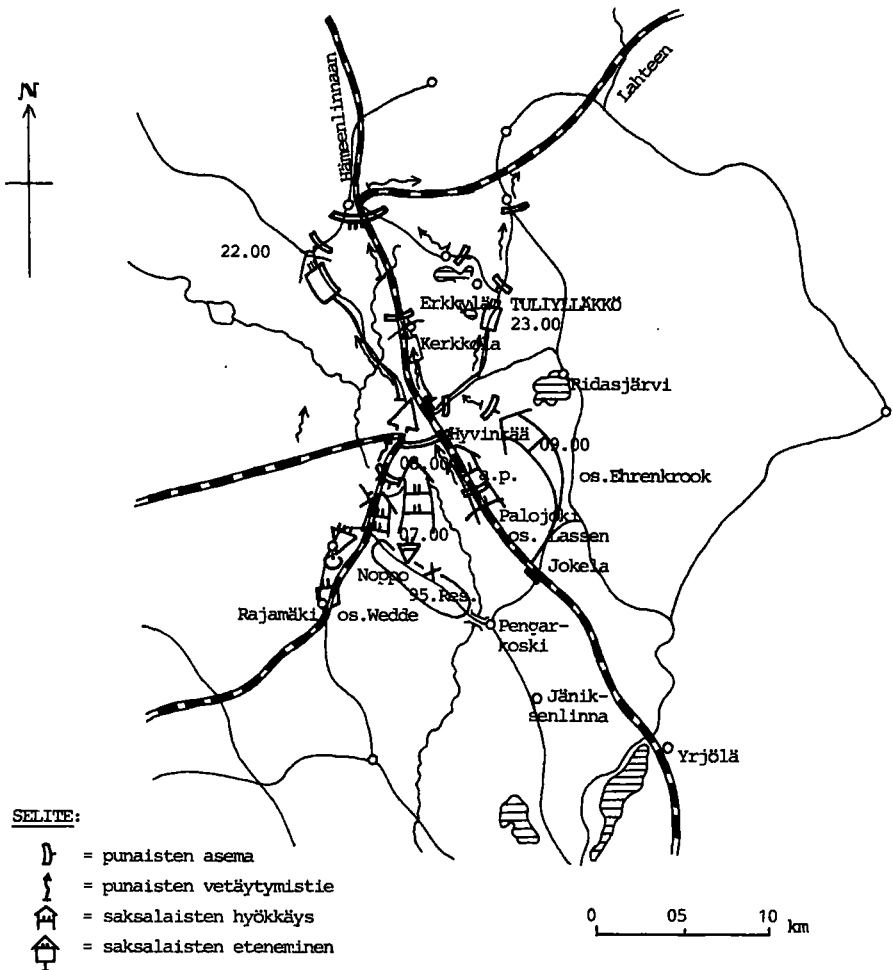 N
Hämeenlinnaan
Lahteen
22.00
Erkkylä
TULIYLLÄKKÖ
23.00
Kerkkola
Ridasjärvi
Hyvinkää
09.00
08.00
a.p.
os.Ehrenkrook
Palojoki
os. Lassen
07.00
Jokela
Noppo
95.Res.
Rajamäki
os.Wedde
Pengar-
koski
Jänik-
senlinna
Yrjölä
SELITE:
= punaisten asema
= punaisten vetäytymistie
= saksalaisten hyökkäys
= saksalaisten eteneminen
0 05 10 km